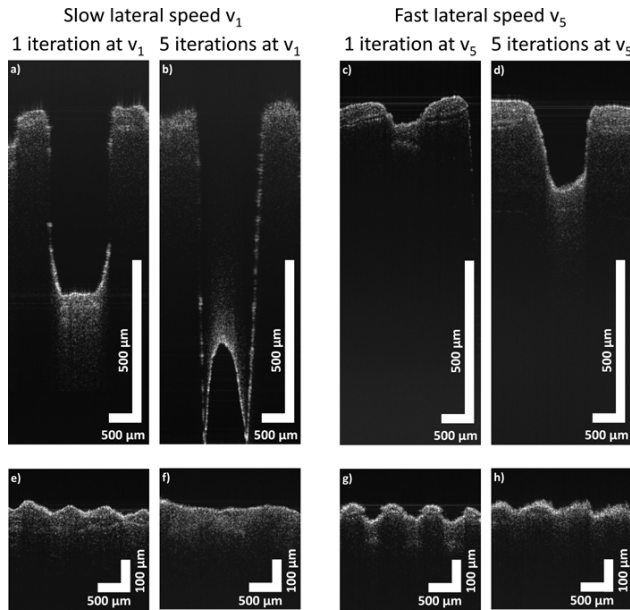 Slow lateral speed v1
Fast lateral speed v5
1 iteration at v1
5 iterations at v1
1 iteration at v5
5 iterations at v5
a)
b)
c)
d)
500 μm
500 μm
500 μm
500 μm
500 μm
500 μm
500 μm
500 μm
e)
f)
g)
h)
100 μm
100 μm
100 μm
100 μm
500 μm
500 μm
500 μm
500 μm